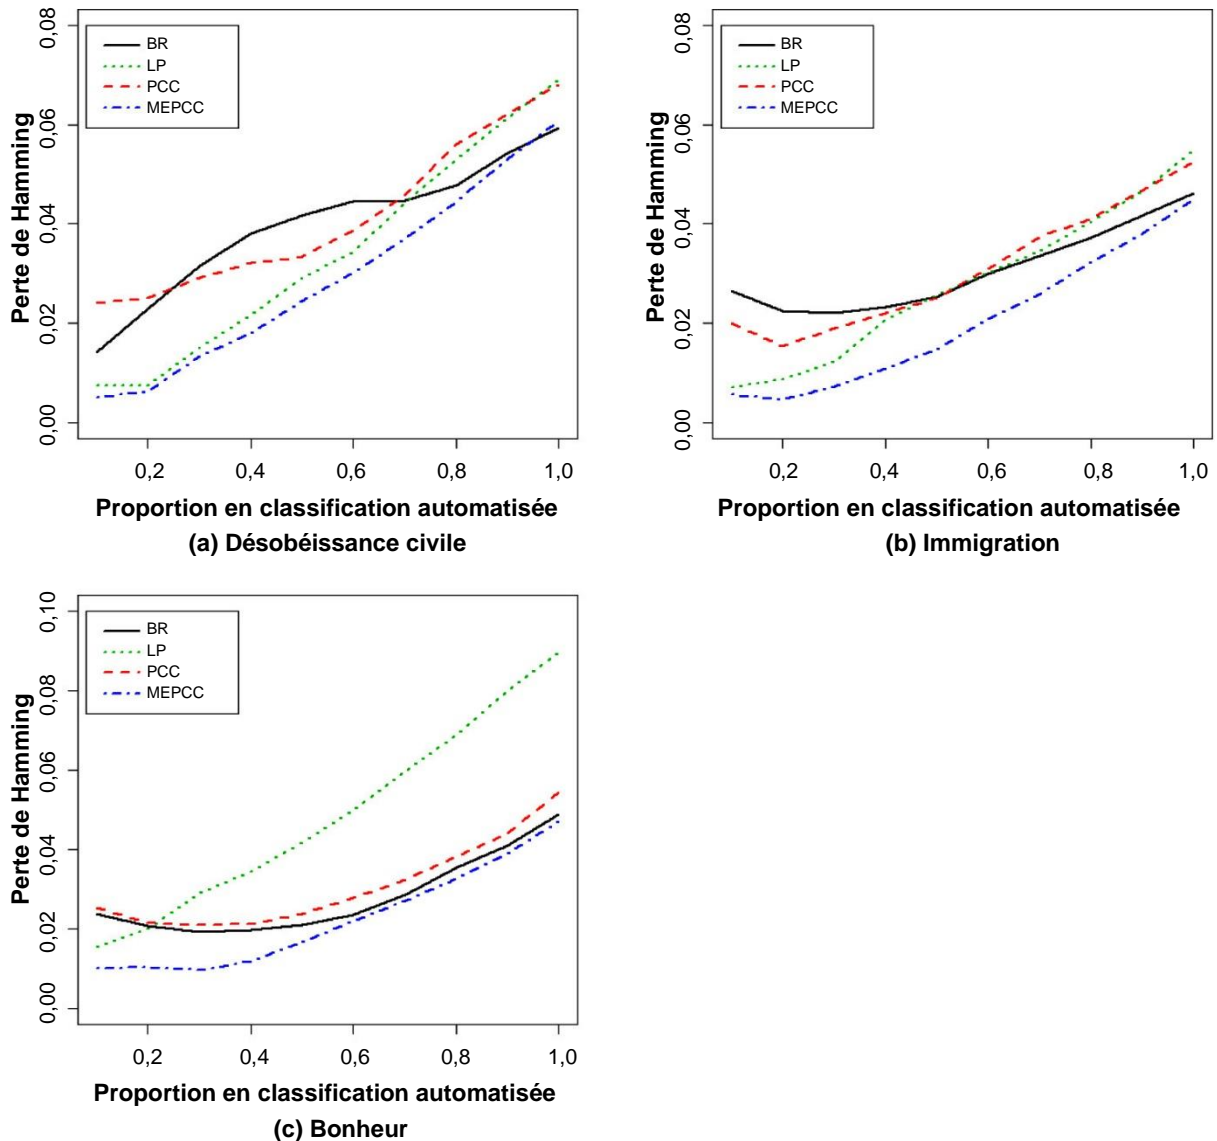 Perte de Hamming
0,08
0,06
0,04
0,02
0,00
BR
LP
PCC
MEPCC
0,2 0,4 0,6 0,8 1,0
Proportion en classification automatisée
(a) Désobéissance civile
Perte de Hamming
0,08
0,06
0,04
0,02
0,00
BR
LP
PCC
MEPCC
0,2 0,4 0,6 0,8 1,0
Proportion en classification automatisée
(b) Immigration
Perte de Hamming
0,10
0,08
0,06
0,04
0,02
0,00
BR
LP
PCC
MEPCC
0,2 0,4 0,6 0,8 1,0
Proportion en classification automatisée
(c) Bonheur